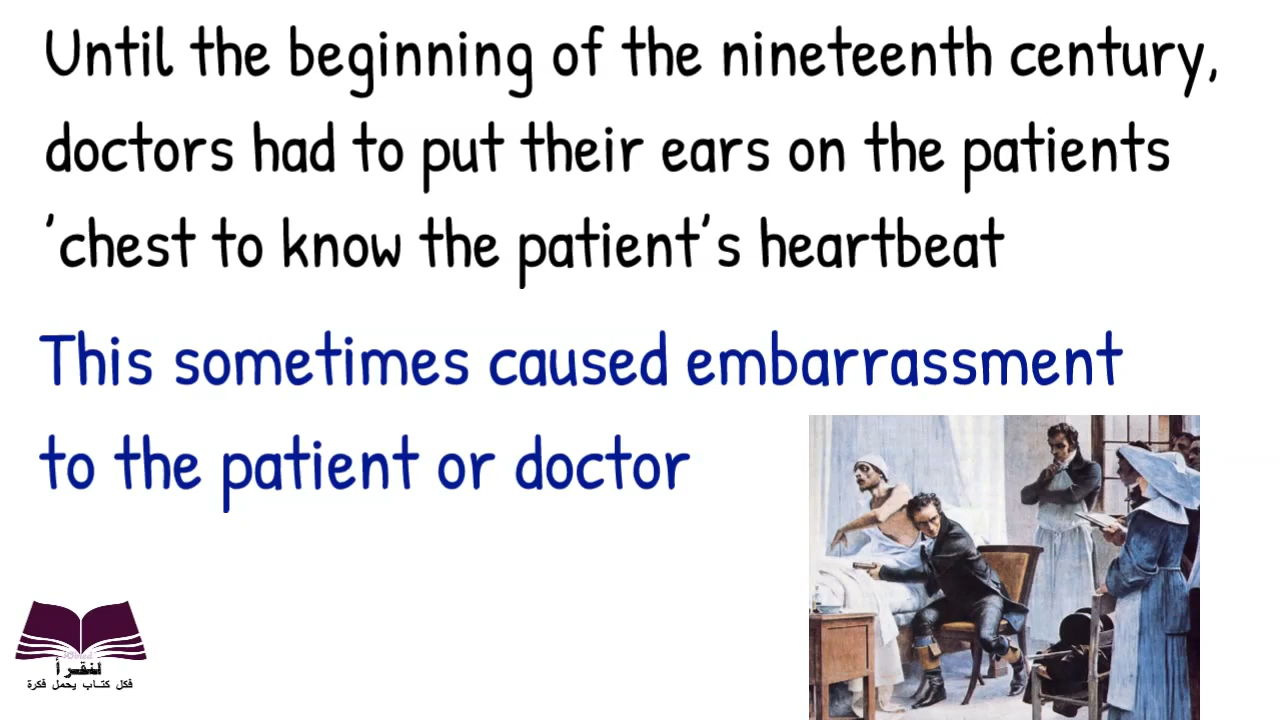 Until the beginning of the nineteenth century,
doctors had to put their ears on the patients
’chest to know the patient’s heartbeat
This sometimes caused embarrassment
to the patient or doctor
لنقرأ
فكل كتاب يحمل فكرة